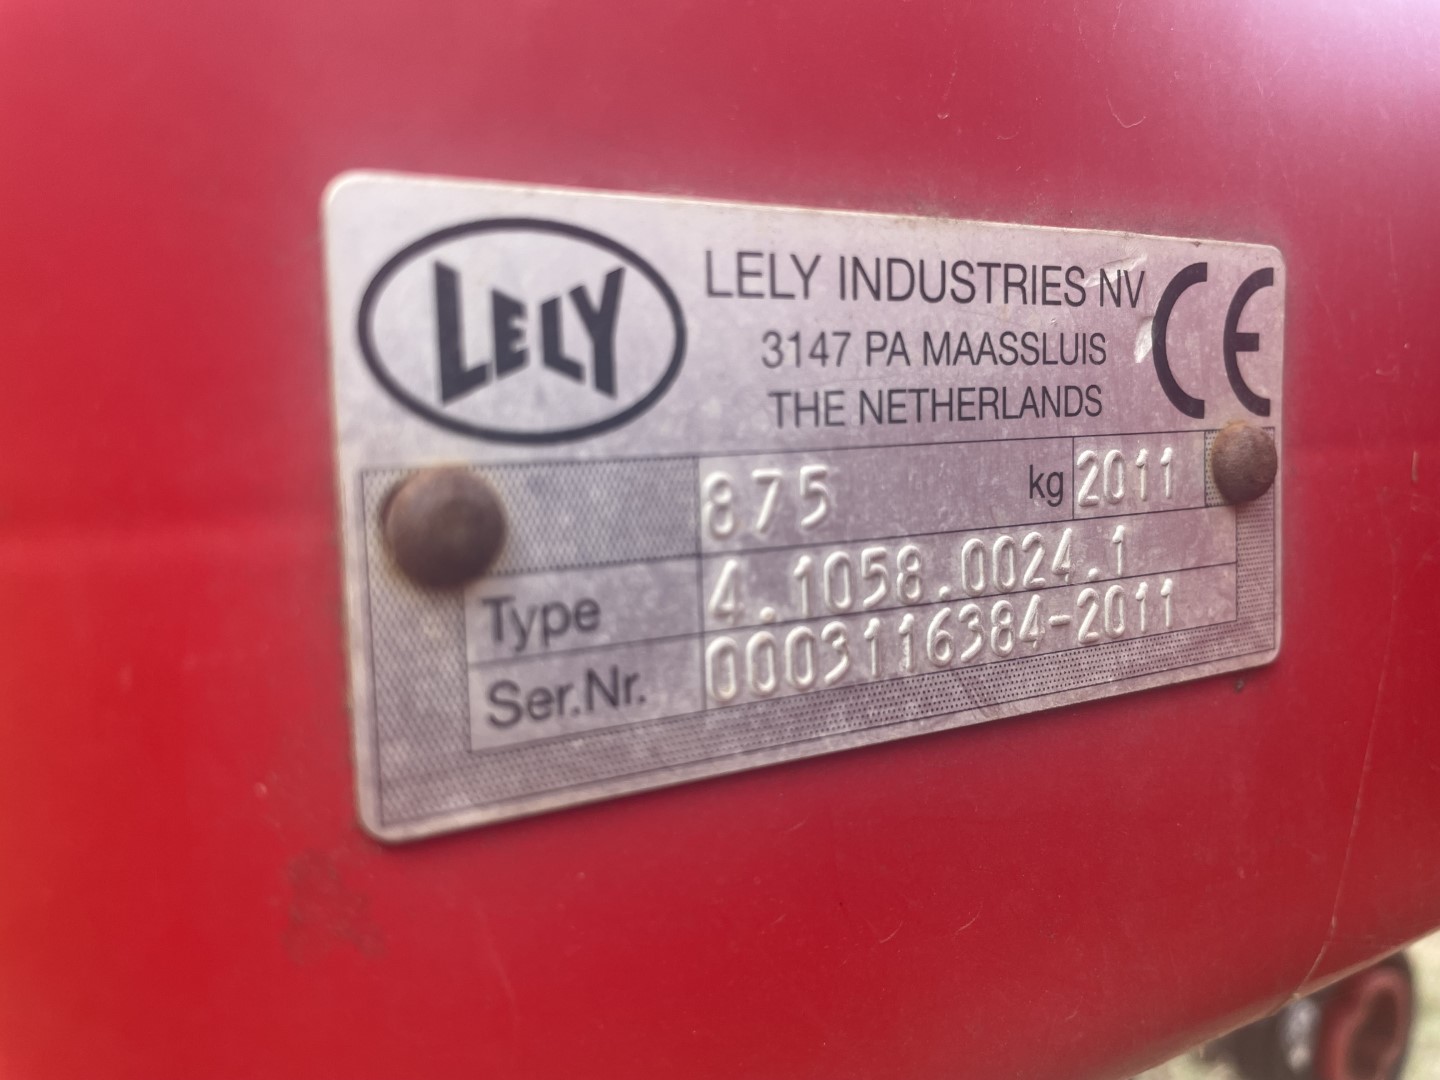 LELY
LELY INDUSTRIES NV
3147 PA MAASSLUIS
THE NETHERLANDS
CE
875 kg 2011
Type 4.1058.0024.1
Ser.Nr. 0003116384-2011